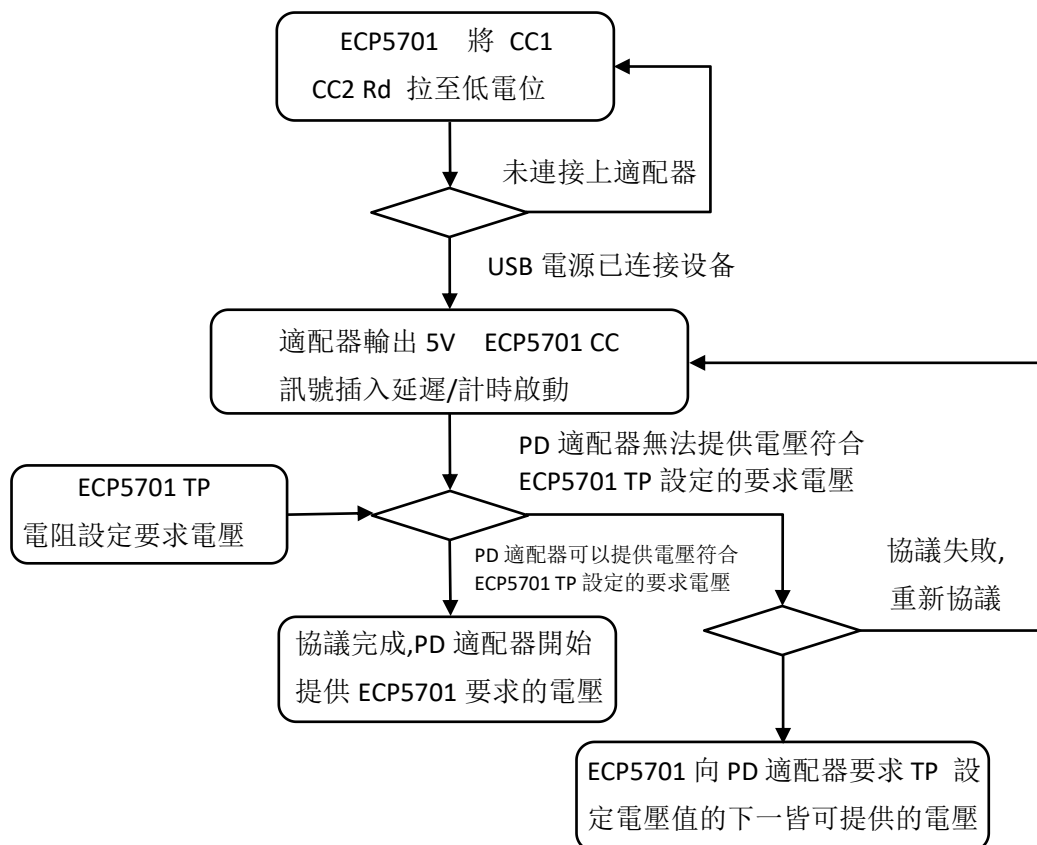 ECP5701 將 CC1
CC2 Rd 拉至低電位
未連接上適配器
USB 電源已连接设备
適配器輸出 5V ECP5701 CC
訊號插入延遲/計時啟動
PD 適配器無法提供電壓符合
ECP5701 TP 設定的要求電壓
ECP5701 TP
電阻設定要求電壓
PD 適配器可以提供電壓符合
ECP5701 TP 設定的要求電壓
協議失敗,
重新協議
協議完成,PD 適配器開始
提供 ECP5701 要求的電壓
ECP5701 向 PD 適配器要求 TP 設
定電壓值的下一皆可提供的電壓